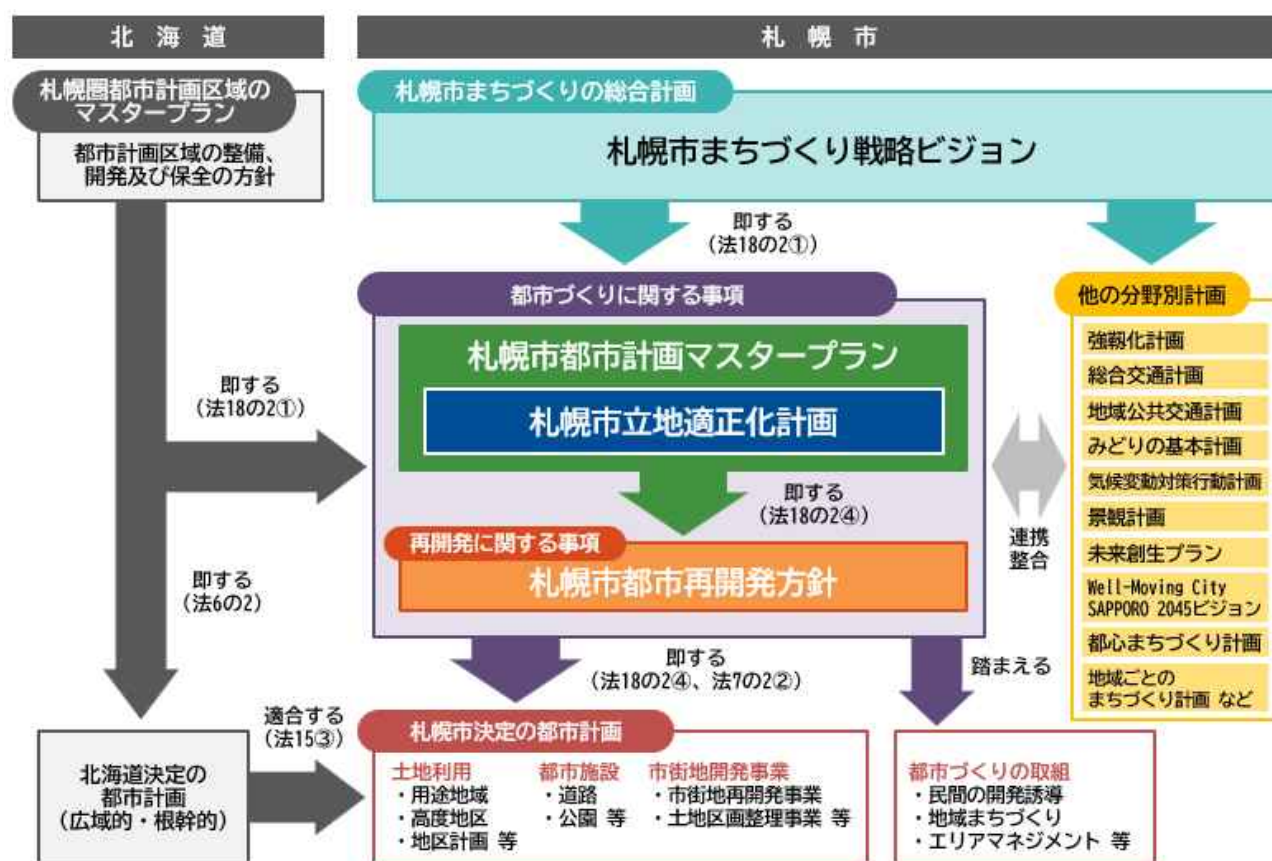 北海道
札幌市
札幌圏都市計画区域の
マスタープラン
都市計画区域の整備、
開発及び保全の方針
札幌市まちづくりの総合計画
札幌市まちづくり戦略ビジョン
即する
(法18の2①)
都市づくりに関する事項
札幌市都市計画マスタープラン
札幌市立地適正化計画
即する
(法18の2①)
即する
(法18の2④)
再開発に関する事項
札幌市都市再開発方針
連携
整合
他の分野別計画
強靱化計画
総合交通計画
地域公共交通計画
みどりの基本計画
気候変動対策行動計画
景観計画
未来創生プラン
Well-Moving City
SAPPORO 2045ビジョン
都心まちづくり計画
地域ごとの
まちづくり計画 など
即する
(法6の2)
即する
(法18の2④、法7の2②)
踏まえる
北海道決定の
都市計画
(広域的・根幹的)
適合する
(法15③)
札幌市決定の都市計画
土地利用
・用途地域
・高度地区
・地区計画 等
都市施設
・道路
・公園 等
市街地開発事業
・市街地再開発事業
・土地区画整理事業 等
都市づくりの取組
・民間の開発誘導
・地域まちづくり
・エリアマネジメント 等